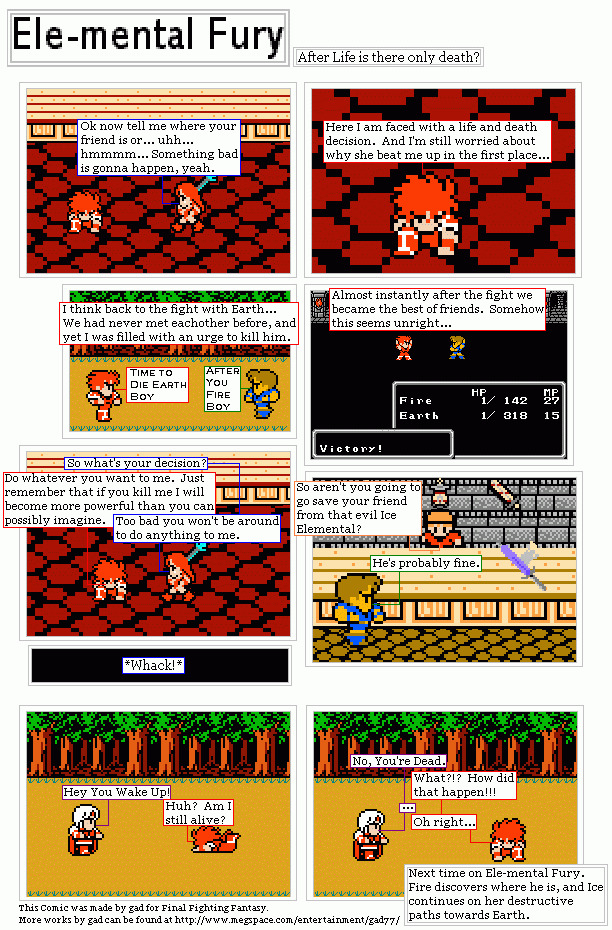 Ele-mental Fury
After Life is there only death?
Ok now tell me where your
friend is or... uhh...
hmmmm... Something bad
is gonna happen, yeah.
Here I am faced with a life and death
decision. And I'm still worried about
why she beat me up in the first place...
I think back to the fight with Earth...
We had never met eachother before, and
yet I was filled with an urge to kill him.
Time to
Die Earth
Boy
After
You
Fire
Boy
Almost instantly after the fight we
became the best of friends. Somehow
this seems unright...
HP MP
Fire 1/ 142 27
Earth 1/ 318 15
Victory!
So what's your decision?
Do whatever you want to me. Just
remember that if you kill me I will
become more powerful than you can
possibly imagine.
Too bad you won't be around
to do anything to me.
So aren't you going to
go save your friend
from that evil Ice
Elemental?
He's probably fine.
*Whack!*
Hey You Wake Up!
Huh? Am I
still alive?
No, You're Dead.
What?!? How did
that happen!!!
...
Oh right...
Next time on Ele-mental Fury.
Fire discovers where he is, and Ice
continues on her destructive
paths towards Earth.
This Comic was made by gad for Final Fighting Fantasy.
More works by gad can be found at http://www.megspace.com/entertainment/gad77/